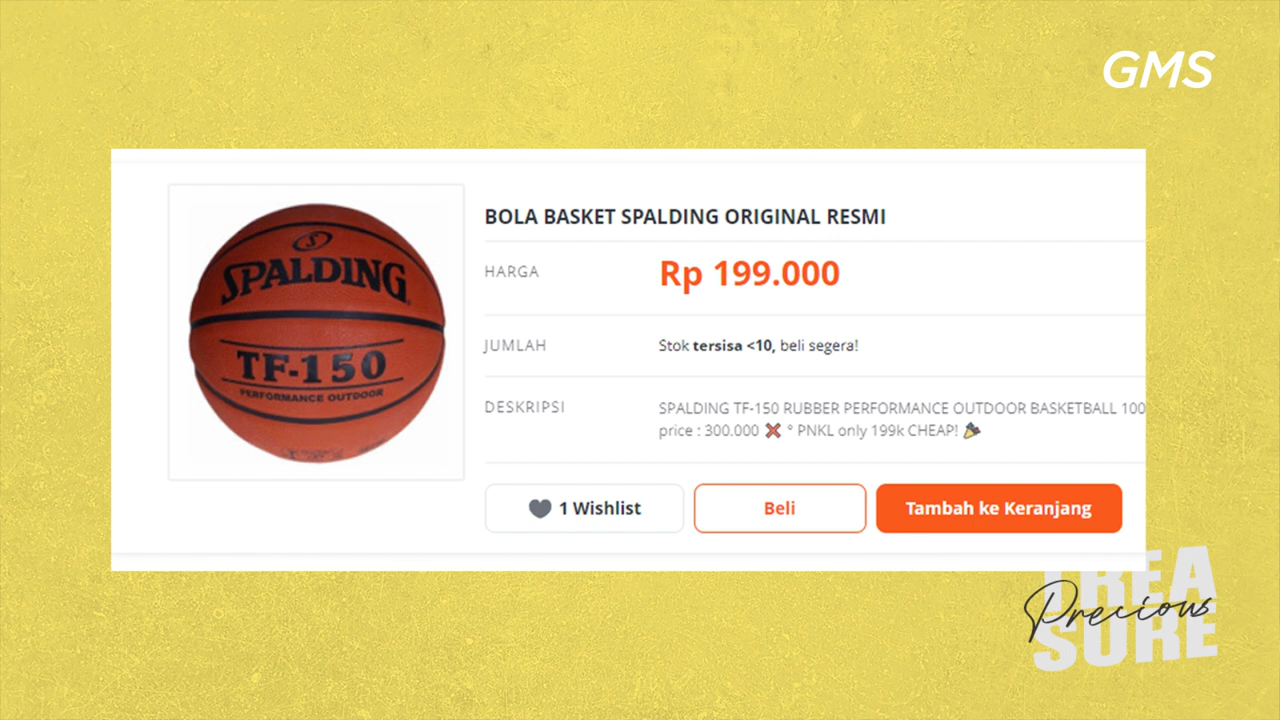 GMS
BOLA BASKET SPALDING ORIGINAL RESMI
HARGA
Rp 199.000
JUMLAH
Stok tersisa <10, beli segera!
DESKRIPSI
SPALDING TF-150 RUBBER PERFORMANCE OUTDOOR BASKETBALL 100
price : 300.000 ❌ ° PNKL only 199k CHEAP! 🎉
1 Wishlist
Beli
Tambah ke Keranjang
SPALDING
TF-150
PERFORMANCE OUTDOOR
TREA
Precious
SURE